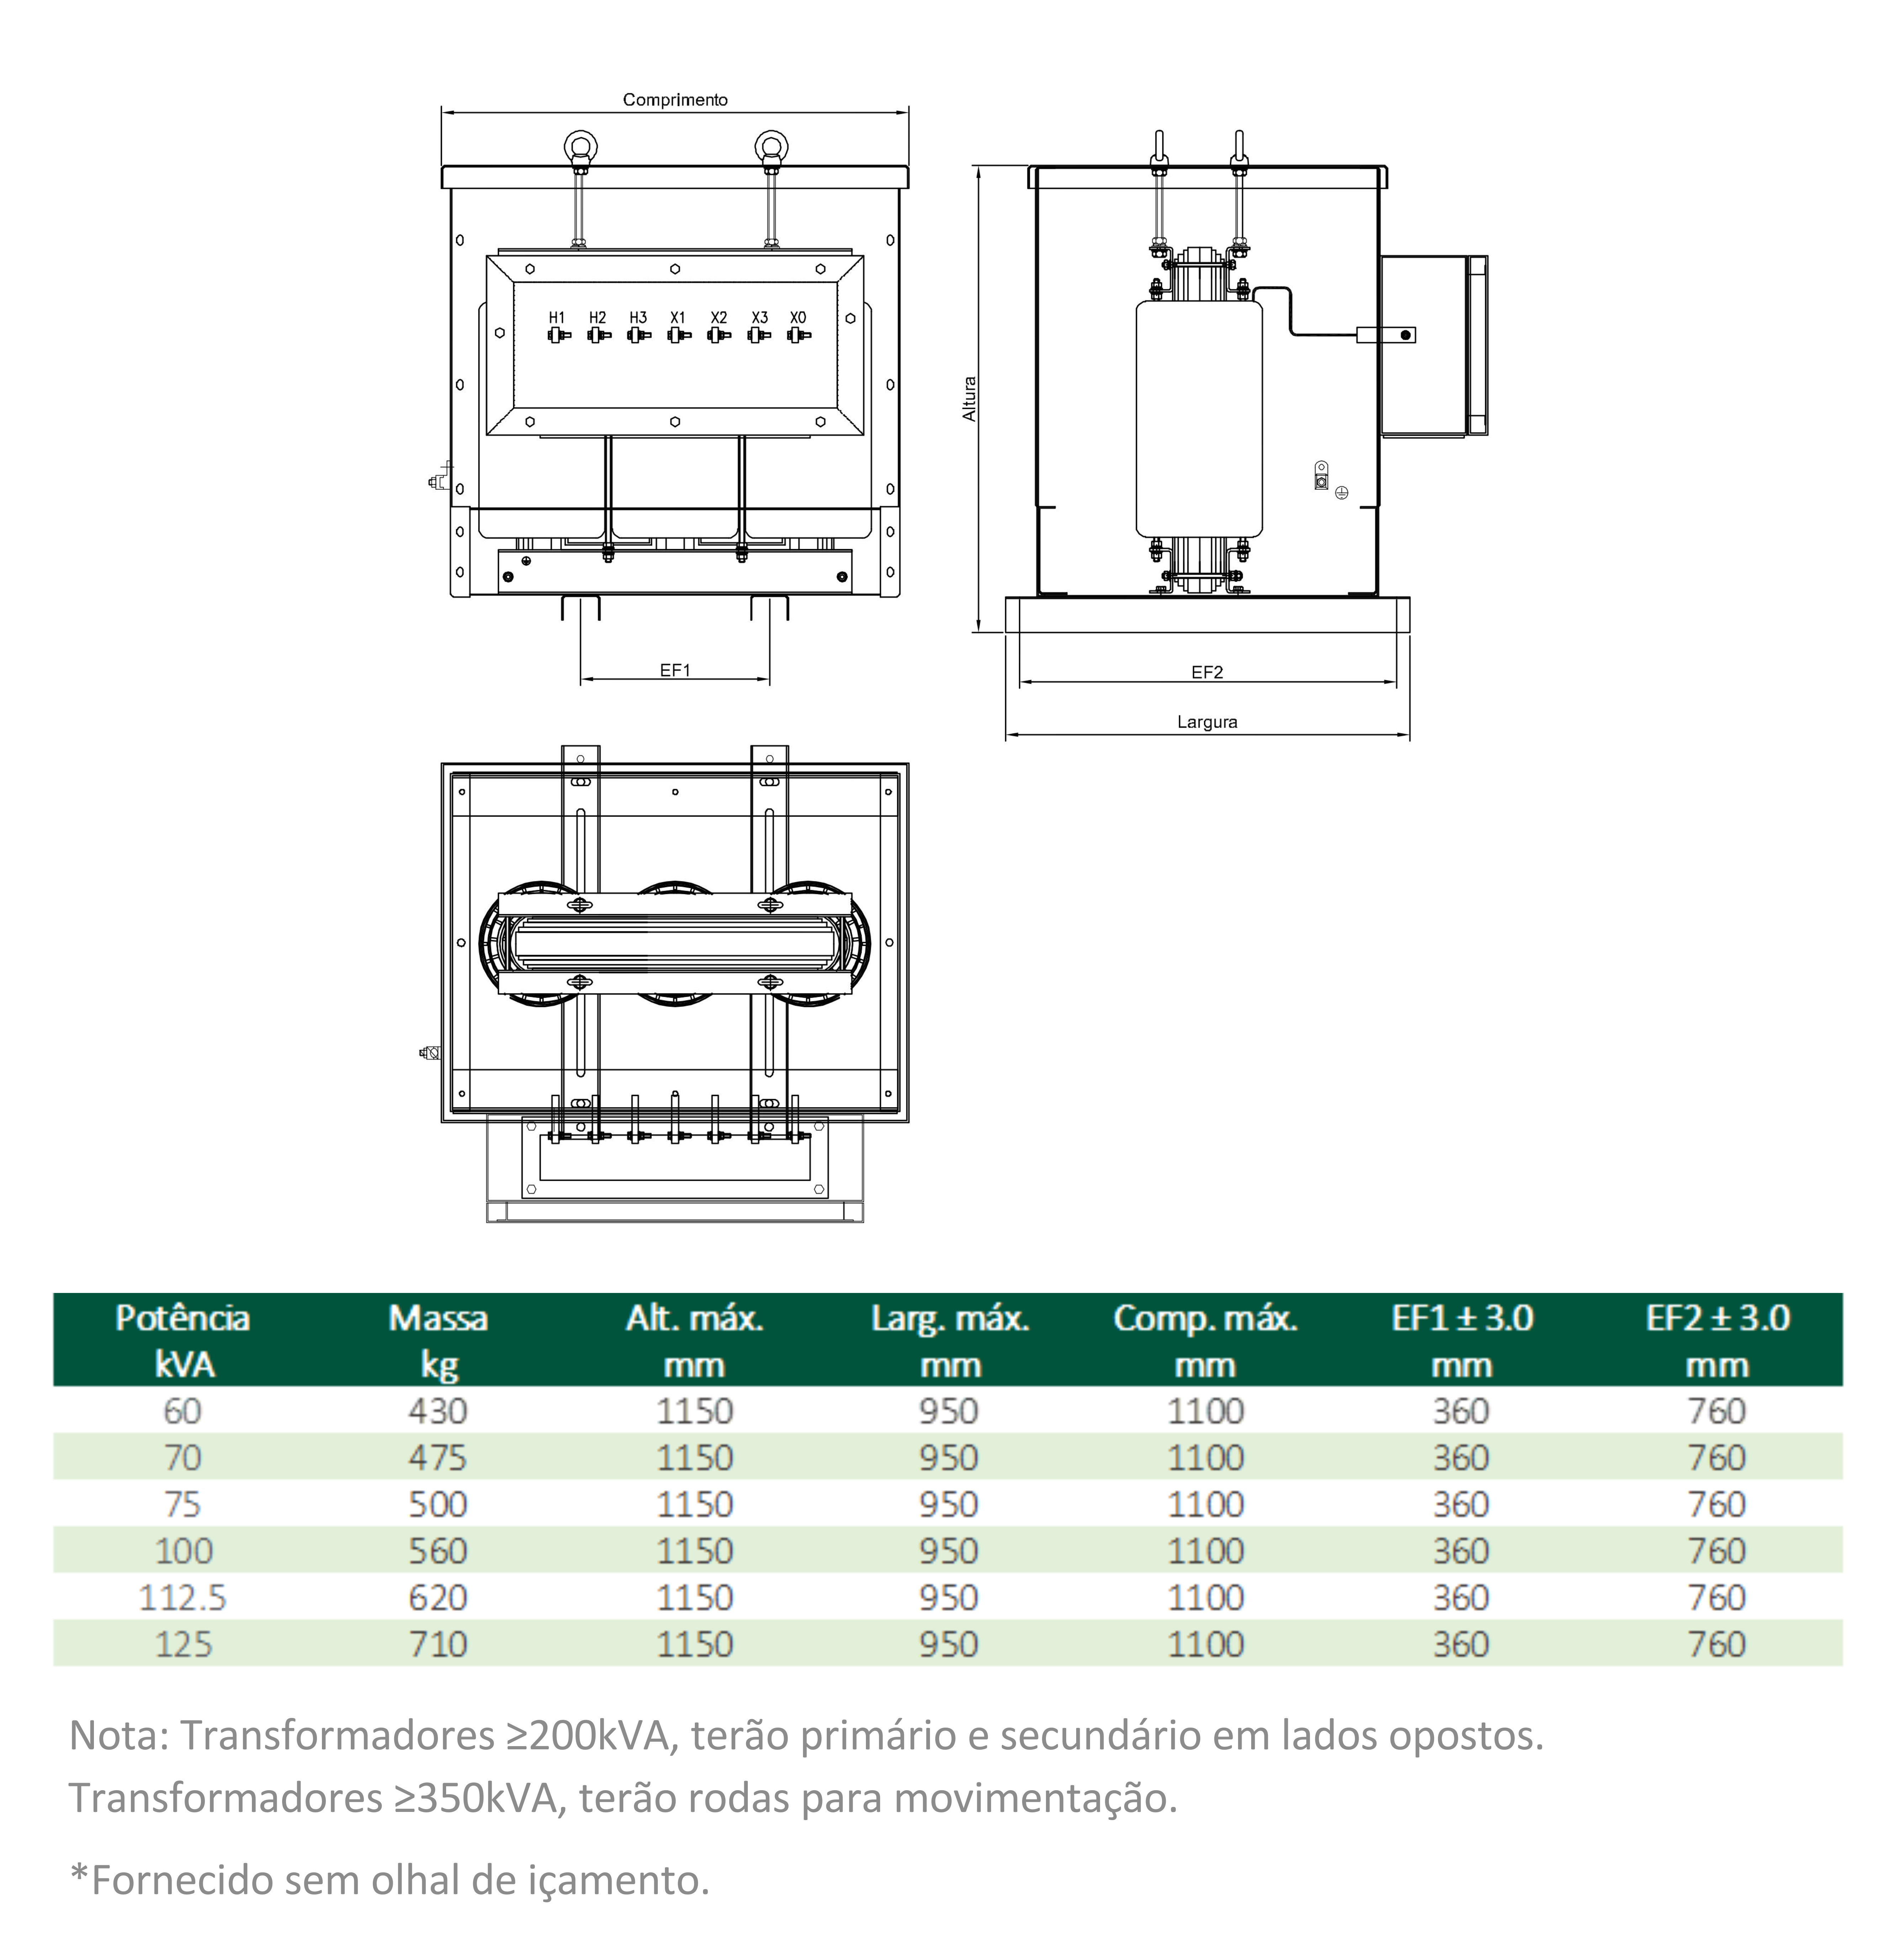 Comprimento
H1 H2 H3 X1 X2 X3 X0
Altura
EF1
EF2
Largura
Potência Massa Alt. máx. Larg. máx. Comp. máx. EF1 ± 3.0 EF2 ± 3.0
kVA kg mm mm mm mm mm
60 430 1150 950 1100 360 760
70 475 1150 950 1100 360 760
75 500 1150 950 1100 360 760
100 560 1150 950 1100 360 760
112.5 620 1150 950 1100 360 760
125 710 1150 950 1100 360 760
Nota: Transformadores ≥200kVA, terão primário e secundário em lados opostos.
Transformadores ≥350kVA, terão rodas para movimentação.
*Fornecido sem olhal de içamento.